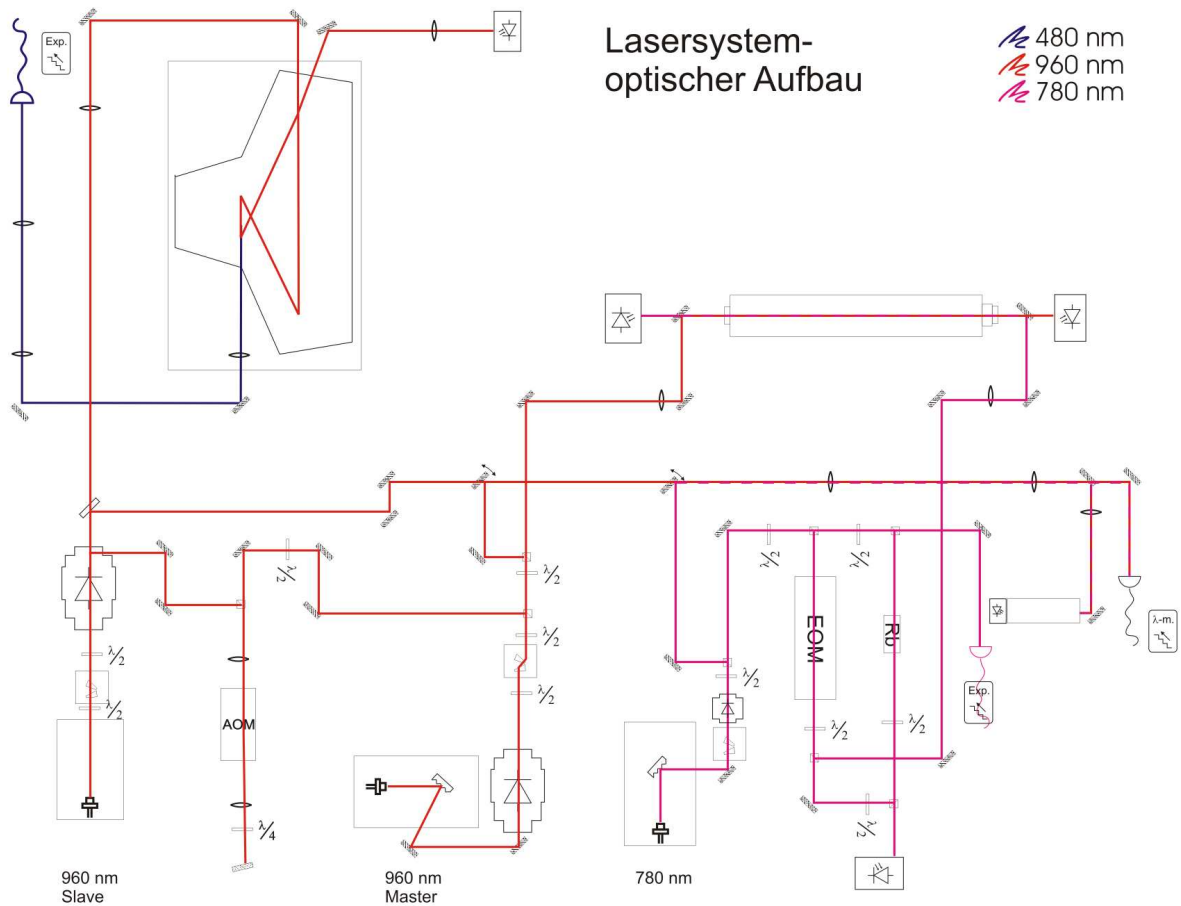 Exp.
Lasersystem-
optischer Aufbau
480 nm
960 nm
780 nm
λ/2
λ/2
λ/2
λ/2
λ/2
λ/2
λ/2
λ/2
λ/2
EOM
Rb
λ-m.
Exp.
AOM
λ/2
λ/2
λ/2
λ/4
960 nm
Slave
960 nm
Master
780 nm